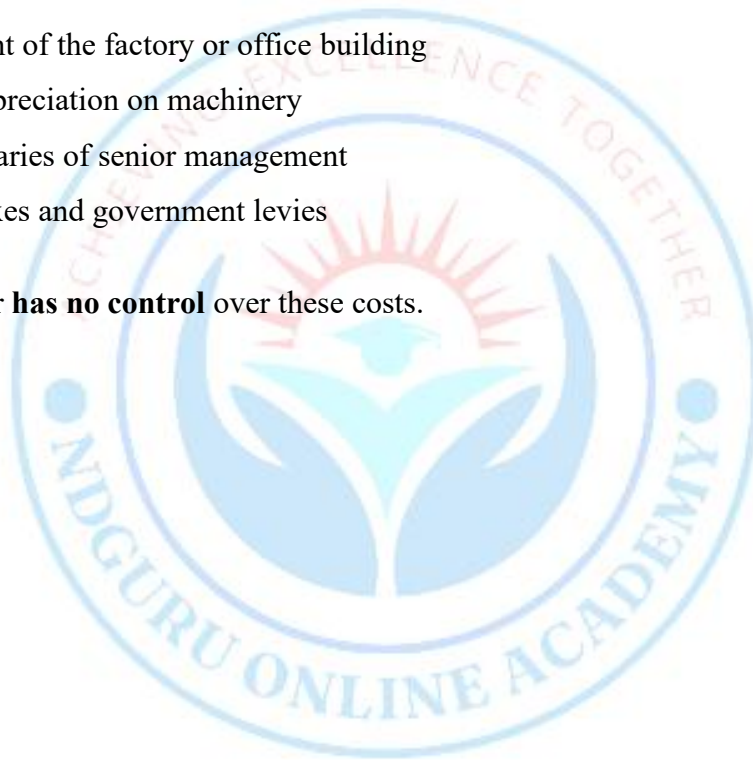 nt of the factory or office building
preciation on machinery
aries of senior management
xes and government levies
r has no control over these costs.
ACHIEVING EXCELLENCE TOGETHER
NDGURU ONLINE ACADEMY